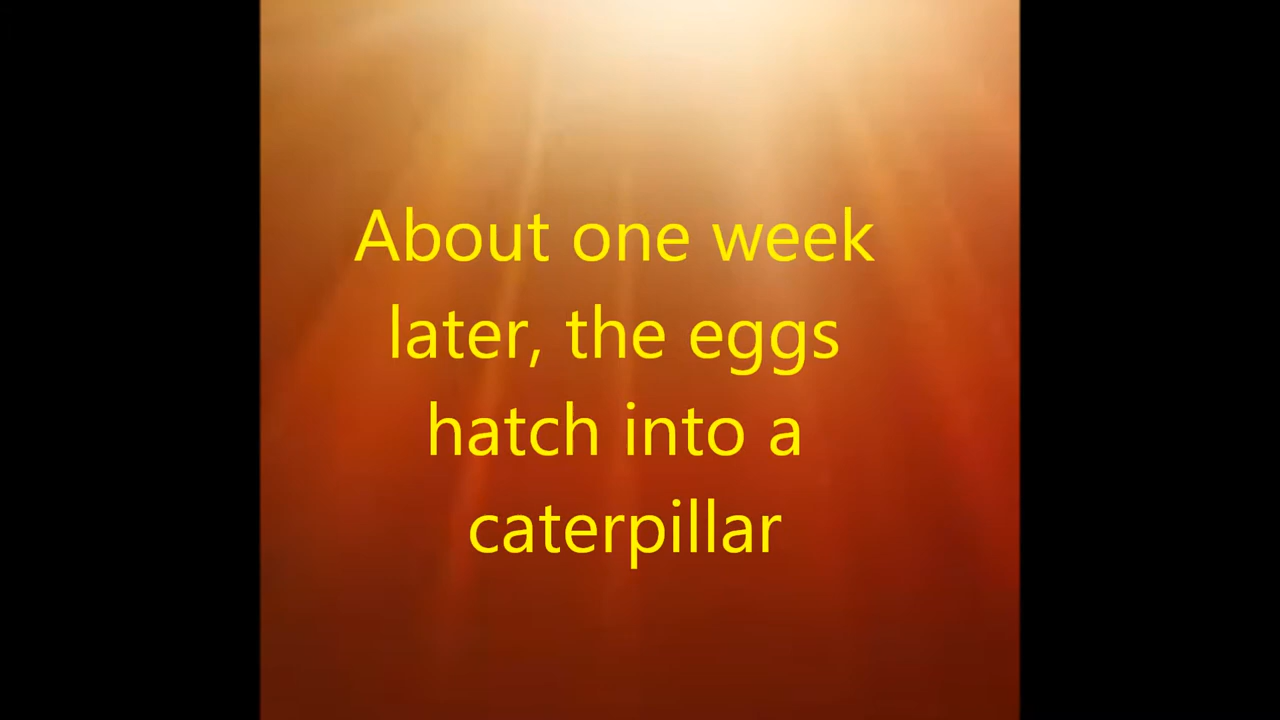 About one week
later, the eggs
hatch into a
caterpillar